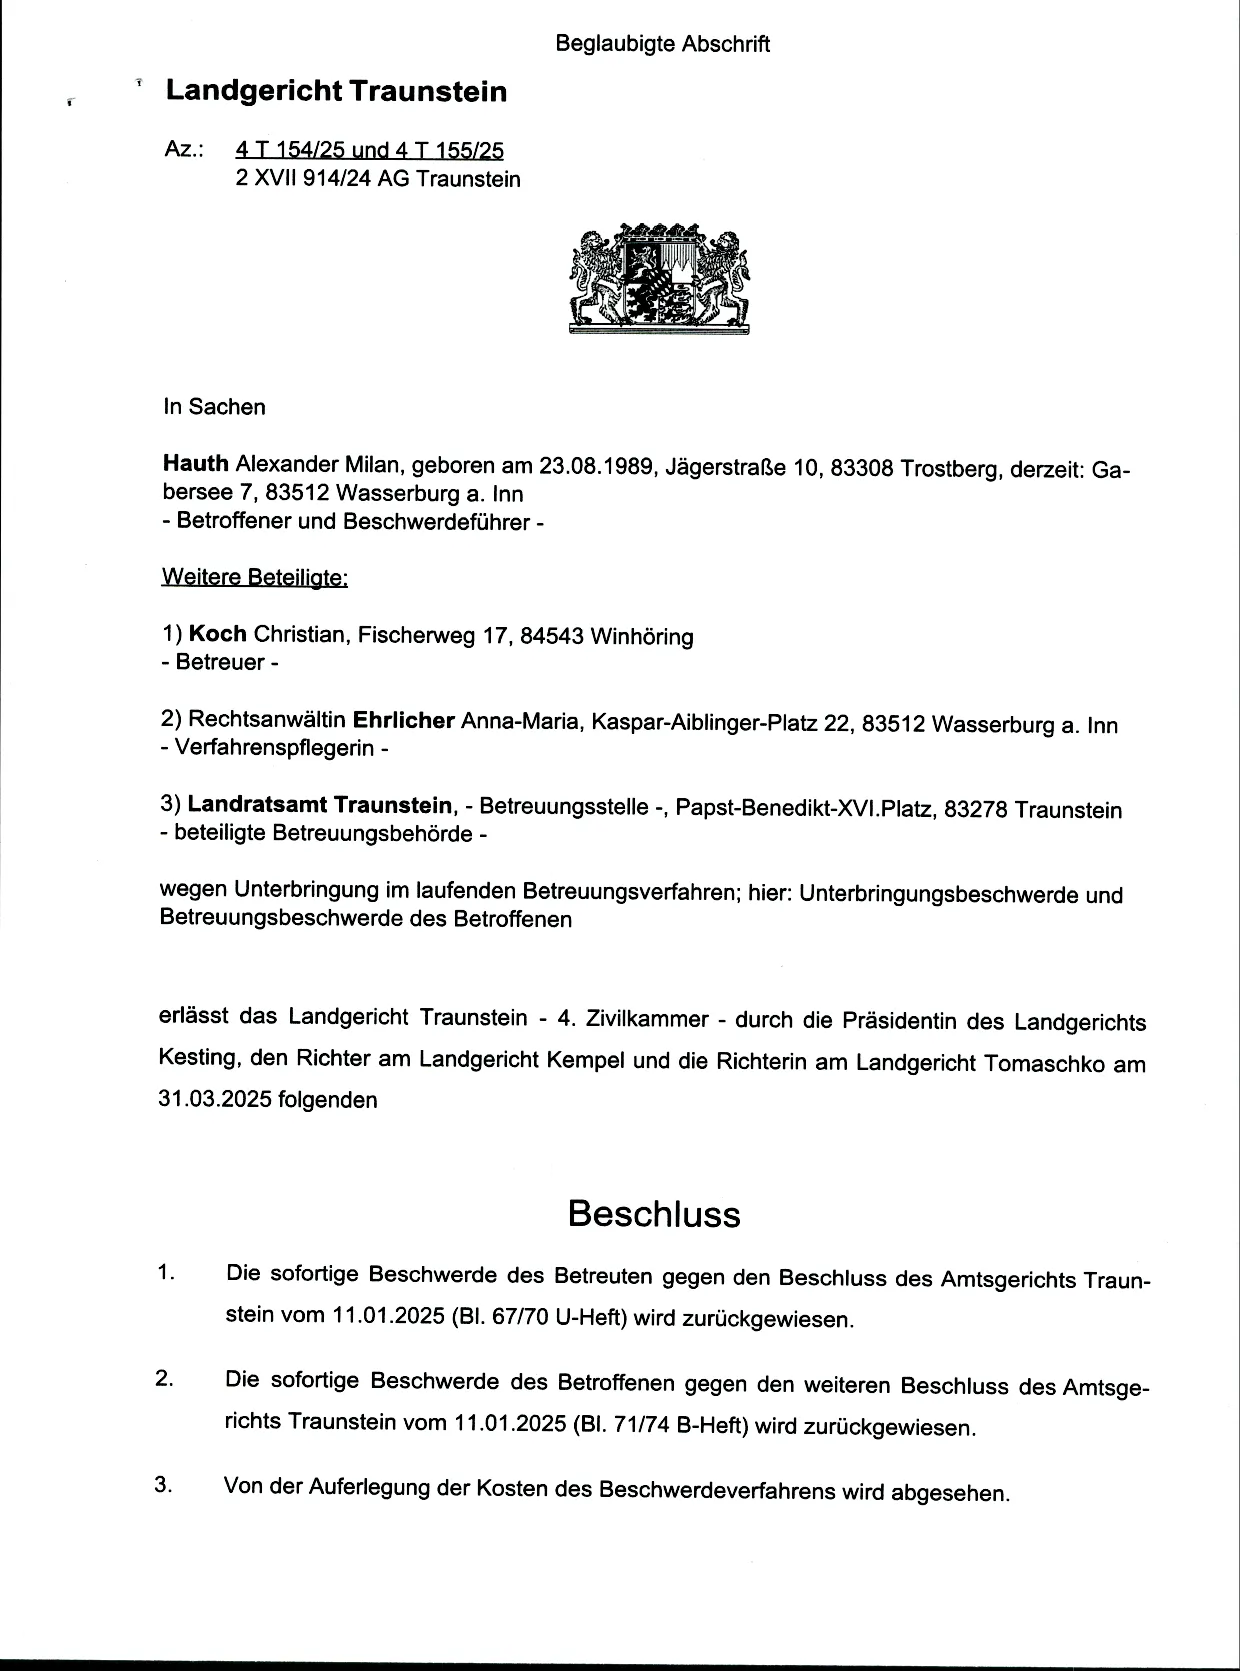 Beglaubigte Abschrift
Landgericht Traunstein
Az.: 4 T 154/25 und 4 T 155/25
2 XVII 914/24 AG Traunstein
In Sachen
Hauth Alexander Milan, geboren am 23.08.1989, Jägerstraße 10, 83308 Trostberg, derzeit: Ga-
bersee 7, 83512 Wasserburg a. Inn
- Betroffener und Beschwerdeführer -
Weitere Beteiligte:
1) Koch Christian, Fischerweg 17, 84543 Winhöring
- Betreuer -
2) Rechtsanwältin Ehrlicher Anna-Maria, Kaspar-Aiblinger-Platz 22, 83512 Wasserburg a. Inn
- Verfahrenspflegerin -
3) Landratsamt Traunstein, - Betreuungsstelle -, Papst-Benedikt-XVI.Platz, 83278 Traunstein
- beteiligte Betreuungsbehörde -
wegen Unterbringung im laufenden Betreuungsverfahren; hier: Unterbringungsbeschwerde und
Betreuungsbeschwerde des Betroffenen
erlässt das Landgericht Traunstein - 4. Zivilkammer - durch die Präsidentin des Landgerichts
Kesting, den Richter am Landgericht Kempel und die Richterin am Landgericht Tomaschko am
31.03.2025 folgenden
Beschluss
1. Die sofortige Beschwerde des Betreuten gegen den Beschluss des Amtsgerichts Traun-
stein vom 11.01.2025 (Bl. 67/70 U-Heft) wird zurückgewiesen.
2. Die sofortige Beschwerde des Betroffenen gegen den weiteren Beschluss des Amtsge-
richts Traunstein vom 11.01.2025 (Bl. 71/74 B-Heft) wird zurückgewiesen.
3. Von der Auferlegung der Kosten des Beschwerdeverfahrens wird abgesehen.